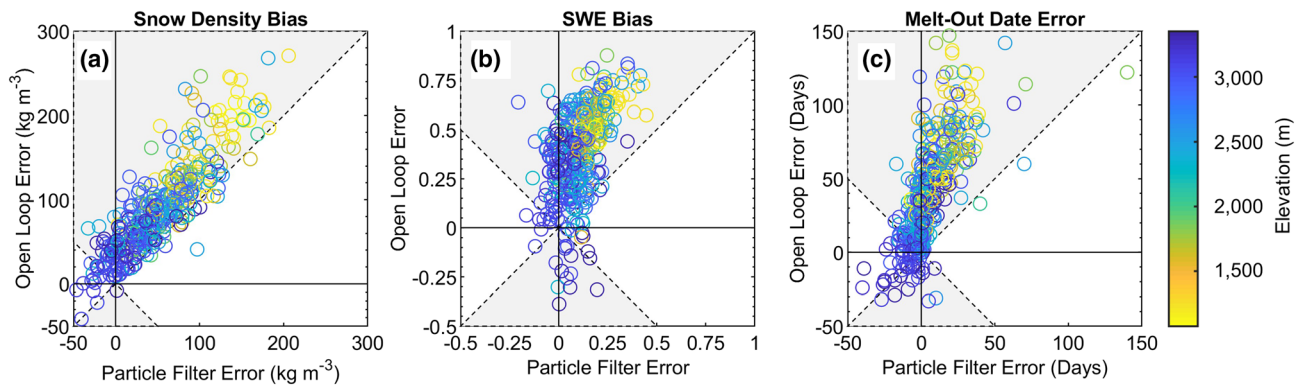 Snow Density Bias
SWE Bias
Melt-Out Date Error
(a)
(b)
(c)
Open Loop Error (kg m⁻³)
300
200
100
0
-50
-50
0
100
200
300
Particle Filter Error (kg m⁻³)
Open Loop Error
1
0.75
0.5
0.25
0
-0.25
-0.5
-0.5
-0.25
0
0.25
0.5
0.75
1
Particle Filter Error
Open Loop Error (Days)
150
100
50
0
-50
-50
0
50
100
150
Particle Filter Error (Days)
3,000
2,500
2,000
1,500
Elevation (m)